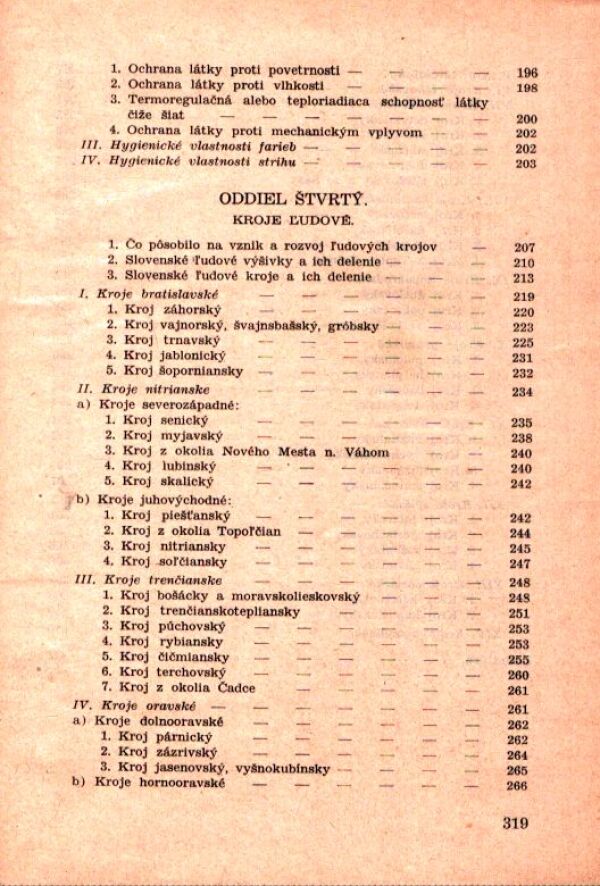 1. Ochrana látky proti povetrnosti — — — — 196
2. Ochrana látky proti vlhkosti — — — — 198
3. Termoregulačná alebo teploriadiaca schopnosť látky
čiže šiat — — — — — — 200
4. Ochrana látky proti mechanickým vplyvom — — 202
III. Hygienické vlastnosti farieb — — — — — 202
IV. Hygienické vlastnosti strihu — — — — — 203
ODDIEL ŠTVRTÝ.
KROJE ĽUDOVÉ.
1. Čo pôsobilo na vznik a rozvoj ľudových krojov — 207
2. Slovenské ľudové výšivky a ich delenie — — — 210
3. Slovenské ľudové kroje a ich delenie — — — 213
I. Kroje bratislavské — — — — — — 219
1. Kroj záhorský — — — — — — 220
2. Kroj vajnorský, švajnsbašský, gróbsky — — — 223
3. Kroj trnavský — — — — — — 225
4. Kroj jablonický — — — — — — 231
5. Kroj šoporniansky — — — — — — 232
II. Kroje nitrianske — — — — — — 234
a) Kroje severozápadné:
1. Kroj senický — — — — — — 235
2. Kroj myjavský — — — — — — 238
3. Kroj z okolia Nového Mesta n. Váhom — — 240
4. Kroj lubinský — — — — — — 240
5. Kroj skalický — — — — — — 242
b) Kroje juhovýchodné:
1. Kroj piešťanský — — — — — — 242
2. Kroj z okolia Topoľčian — — — — — 244
3. Kroj nitriansky — — — — — — 245
4. Kroj soľčiansky — — — — — — 247
III. Kroje trenčianske — — — — — — 248
1. Kroj bošácky a moravskolieskovský — — — 248
2. Kroj trenčianskotepliansky — — — — — 251
3. Kroj púchovský — — — — — — 253
4. Kroj rybiansky — — — — — — 253
5. Kroj čičmiansky — — — — — — 255
6. Kroj terchovský — — — — — — 260
7. Kroj z okolia Čadce — — — — — 261
IV. Kroje oravské — — — — — — — 261
a) Kroje dolnooravské — — — — — — 262
1. Kroj párnický — — — — — — 262
2. Kroj zázrivský — — — — — — 264
3. Kroj jasenovský, vyšnokubínsky — — — — 265
b) Kroje hornooravské — — — — — — 266
319